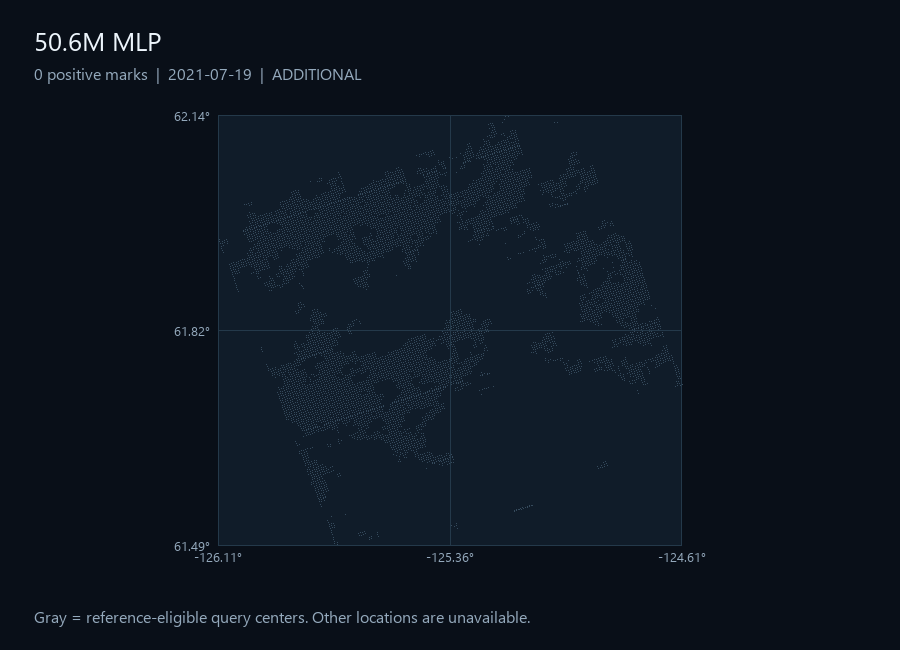 50.6M MLP
0 positive marks | 2021-07-19 | ADDITIONAL
62.14°
61.82°
61.49°
-126.11°
-125.36°
-124.61°
Gray = reference-eligible query centers. Other locations are unavailable.